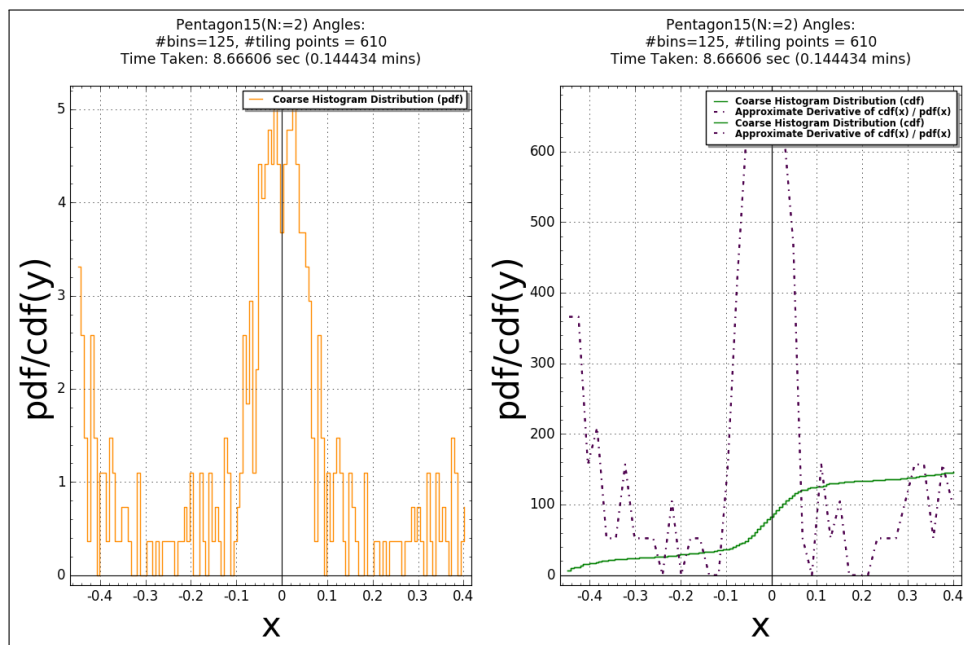 Pentagon15(N:=2) Angles:
#bins=125, #tiling points = 610
Time Taken: 8.66606 sec (0.144434 mins)
Coarse Histogram Distribution (pdf)
pdf/cdf(y)
5
4
3
2
1
0
-0.4 -0.3 -0.2 -0.1 0 0.1 0.2 0.3 0.4
x
Pentagon15(N:=2) Angles:
#bins=125, #tiling points = 610
Time Taken: 8.66606 sec (0.144434 mins)
Coarse Histogram Distribution (cdf)
Approximate Derivative of cdf(x) / pdf(x)
Coarse Histogram Distribution (cdf)
Approximate Derivative of cdf(x) / pdf(x)
pdf/cdf(y)
600
500
400
300
200
100
0
-0.4 -0.3 -0.2 -0.1 0 0.1 0.2 0.3 0.4
x